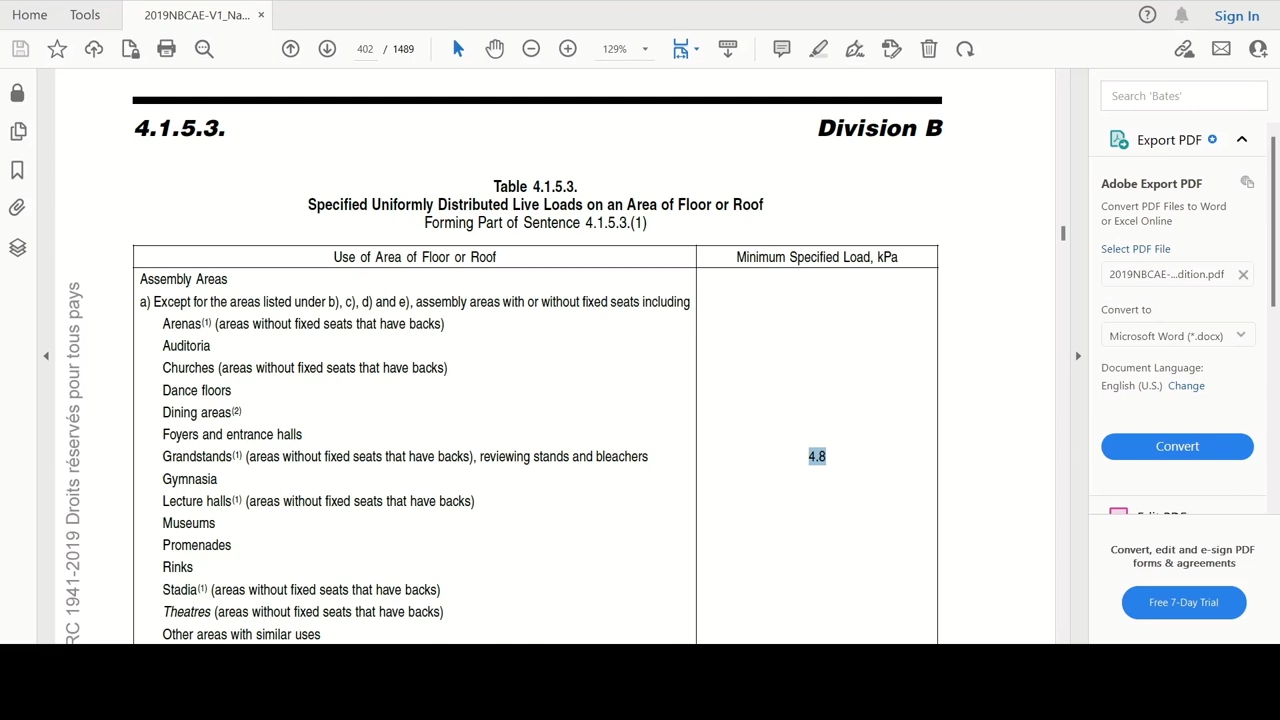 Home Tools 2019NBCAE-V1_Na... × Sign In
402 / 1489 129%
4.1.5.3. Division B
Table 4.1.5.3.
Specified Uniformly Distributed Live Loads on an Area of Floor or Roof
Forming Part of Sentence 4.1.5.3.(1)
Use of Area of Floor or Roof Minimum Specified Load, kPa
Assembly Areas
a) Except for the areas listed under b), c), d) and e), assembly areas with or without fixed seats including
Arenas(1) (areas without fixed seats that have backs)
Auditoria
Churches (areas without fixed seats that have backs)
Dance floors
Dining areas(2)
Foyers and entrance halls
Grandstands(1) (areas without fixed seats that have backs), reviewing stands and bleachers 4.8
Gymnasia
Lecture halls(1) (areas without fixed seats that have backs)
Museums
Promenades
Rinks
Stadia(1) (areas without fixed seats that have backs)
Theatres (areas without fixed seats that have backs)
Other areas with similar uses
RC 1941-2019 Droits réservés pour tous pays
Search 'Bates'
Export PDF
Adobe Export PDF
Convert PDF Files to Word
or Excel Online
Select PDF File
2019NBCAE-...dition.pdf
Convert to
Microsoft Word (*.docx)
Document Language:
English (U.S.) Change
Convert
Edit PDF
Convert, edit and e-sign PDF
forms & agreements
Free 7-Day Trial